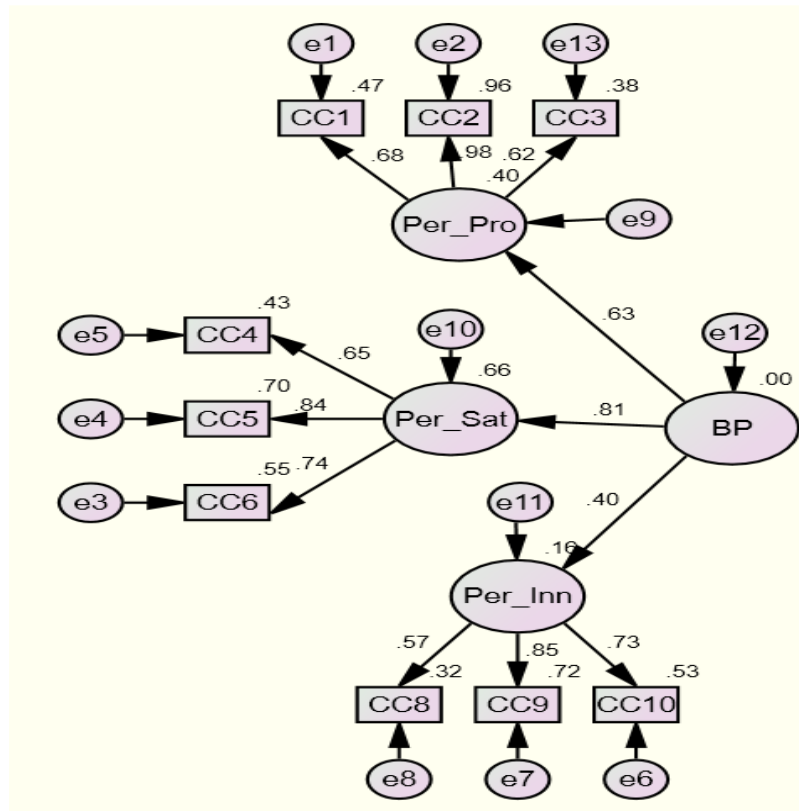 e1 e2 e13
.47 .96 .38
CC1 CC2 CC3
.68 .98 .62
.40
Per_Pro e9
.63
.43 e10 e12
e5 CC4
.65 .66 .00
.70
e4 CC5 .84 Per_Sat .81 BP
.55 .74
e3 CC6 e11 .40
.16
Per_Inn
.57 .85 .73
.32 .72 .53
CC8 CC9 CC10
e8 e7 e6